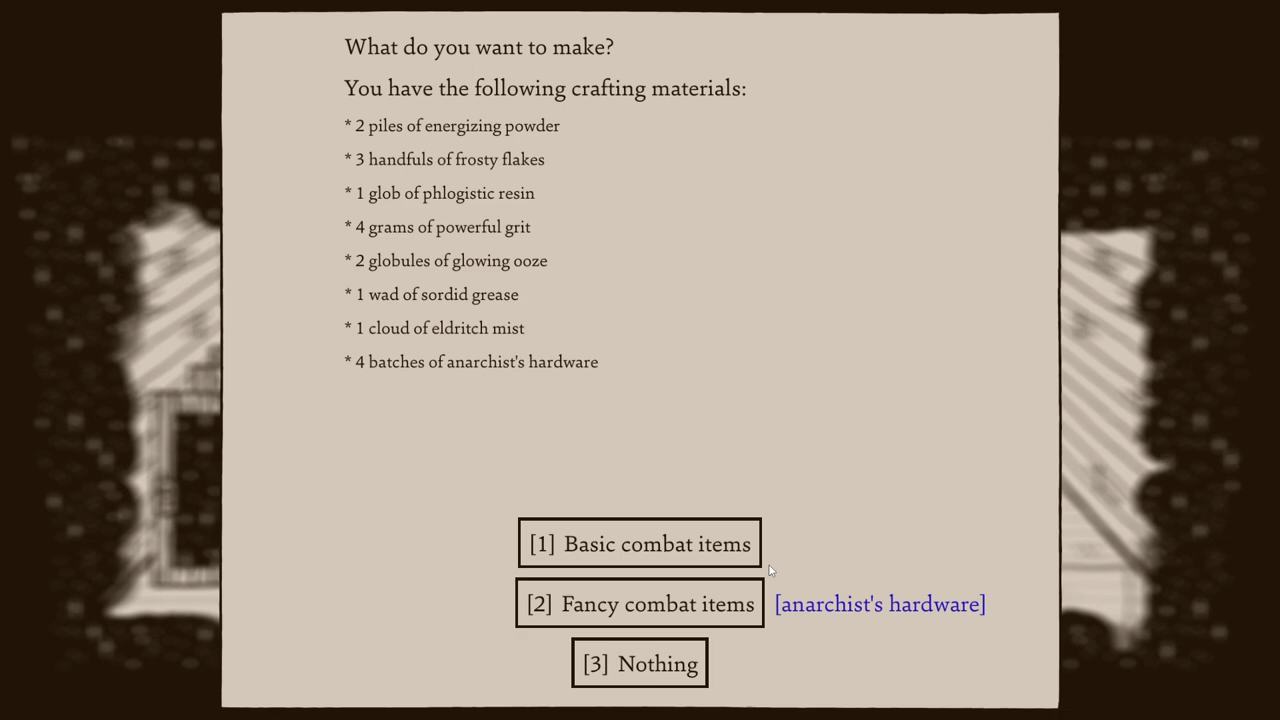 What do you want to make?
You have the following crafting materials:
* 2 piles of energizing powder
* 3 handfuls of frosty flakes
* 1 glob of phlogistic resin
* 4 grams of powerful grit
* 2 globules of glowing ooze
* 1 wad of sordid grease
* 1 cloud of eldritch mist
* 4 batches of anarchist's hardware
[1] Basic combat items
[2] Fancy combat items [anarchist's hardware]
[3] Nothing